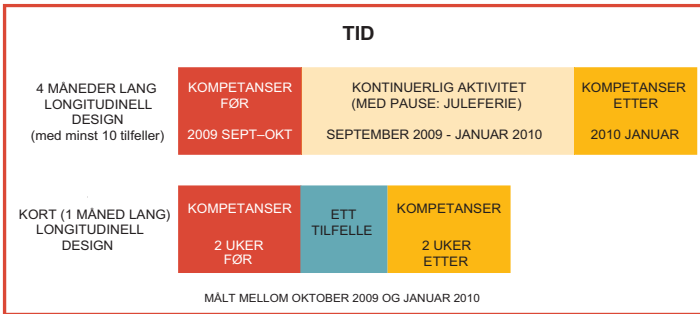 TID
4 MÅNEDER LANG
LONGITUDINELL
DESIGN
(med minst 10 tilfeller)
KOMPETANSER
FØR
2009 SEPT–OKT
KONTINUERLIG AKTIVITET
(MED PAUSE: JULEFERIE)
SEPTEMBER 2009 - JANUAR 2010
KOMPETANSER
ETTER
2010 JANUAR
KORT (1 MÅNED LANG)
LONGITUDINELL
DESIGN
KOMPETANSER
2 UKER
FØR
ETT
TILFELLE
KOMPETANSER
2 UKER
ETTER
MÅLT MELLOM OKTOBER 2009 OG JANUAR 2010